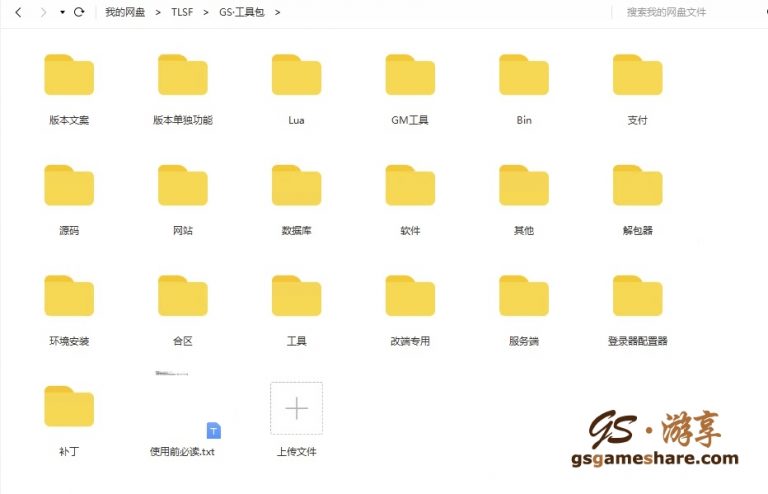 我的网盘 > TLSF > GS·工具包 >
搜索我的网盘文件
版本文案 版本单独功能 Lua GM工具 Bin 支付
源码 网站 数据库 软件 其他 解包器
环境安装 合区 工具 改端专用 服务端 登录器配置器
补丁 使用前必读.txt 上传文件
GS·游享
gsgameshare.com